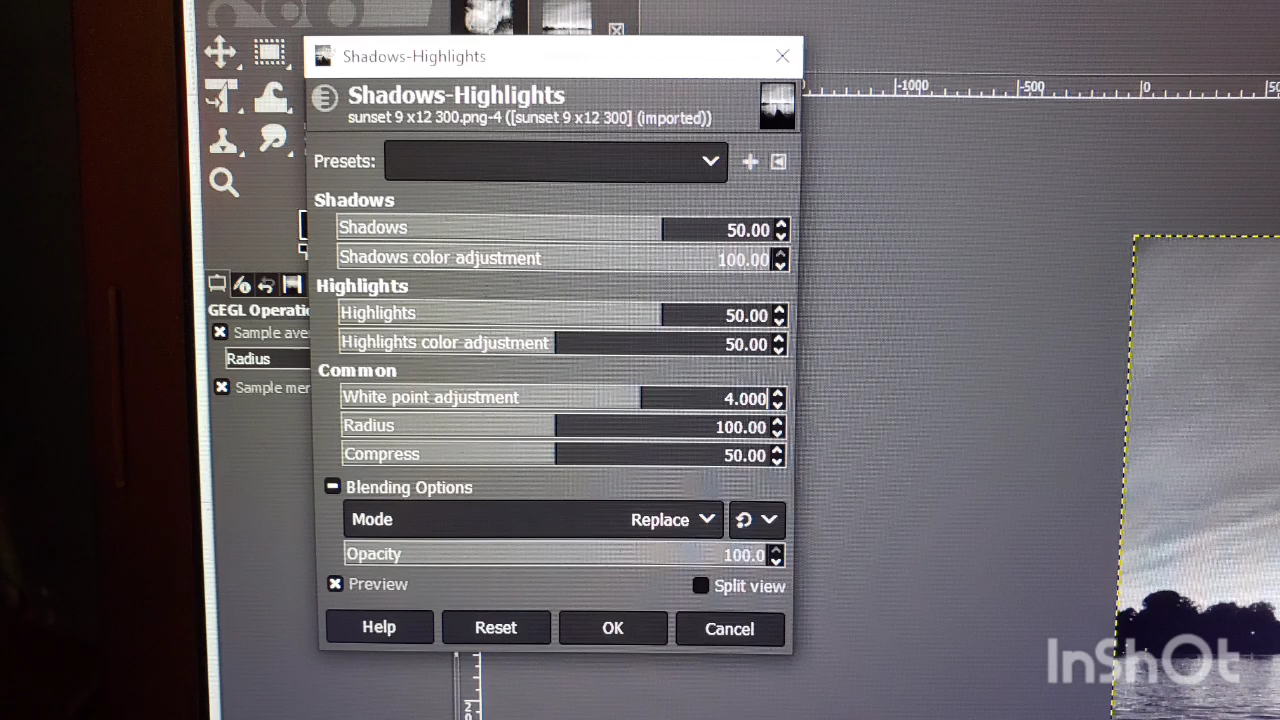 Shadows-Highlights
-1000
-500
0
Shadows-Highlights
sunset 9 x12 300.png-4 ([sunset 9 x12 300] (imported))
Presets:
Shadows
Shadows 50.00
Shadows color adjustment 100.00
Highlights
Highlights 50.00
Highlights color adjustment 50.00
Common
White point adjustment 4.000
Radius 100.00
Compress 50.00
Blending Options
Mode Replace
Opacity 100.0
Preview
Split view
Help Reset OK Cancel
GEGL Operati
Sample ave
Radius
Sample mer
InShOt